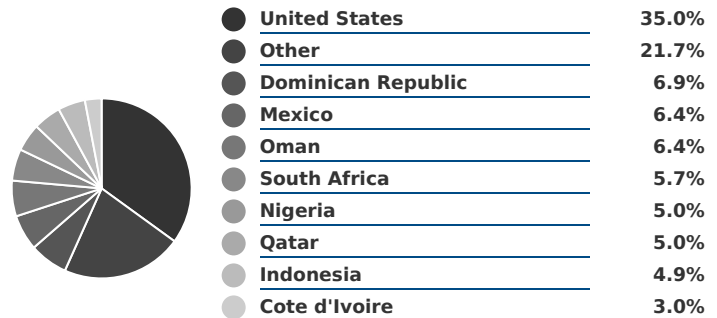 United States 35.0%
Other 21.7%
Dominican Republic 6.9%
Mexico 6.4%
Oman 6.4%
South Africa 5.7%
Nigeria 5.0%
Qatar 5.0%
Indonesia 4.9%
Cote d'Ivoire 3.0%